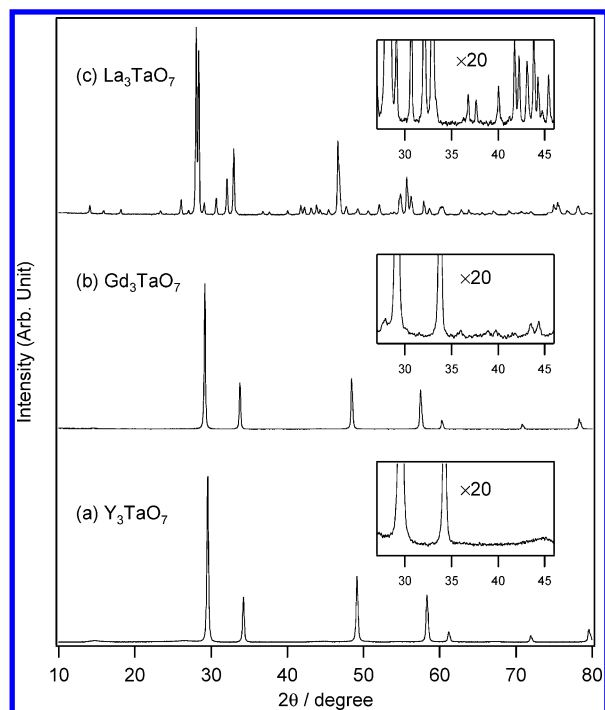 (c) La₃TaO₇
×20
30 35 40 45
(b) Gd₃TaO₇
×20
30 35 40 45
(a) Y₃TaO₇
×20
30 35 40 45
Intensity (Arb. Unit)
10 20 30 40 50 60 70 80
2θ / degree